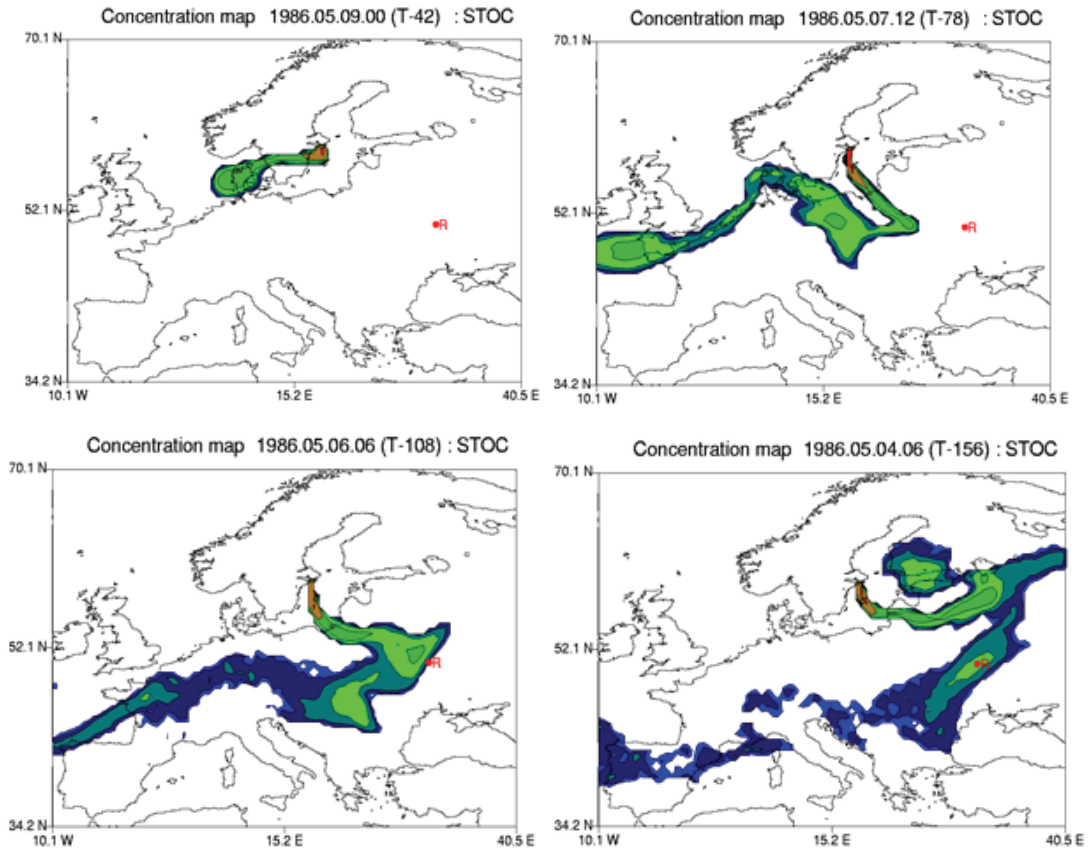 Concentration map 1986.05.09.00 (T-42) : STOC
70.1 N
52.1 N
R
34.2 N
10.1 W 15.2 E 40.5 E
Concentration map 1986.05.07.12 (T-78) : STOC
70.1 N
52.1 N
R
34.2 N
10.1 W 15.2 E 40.5 E
Concentration map 1986.05.06.06 (T-108) : STOC
70.1 N
52.1 N
R
34.2 N
10.1 W 15.2 E 40.5 E
Concentration map 1986.05.04.06 (T-156) : STOC
70.1 N
52.1 N
R
34.2 N
10.1 W 15.2 E 40.5 E